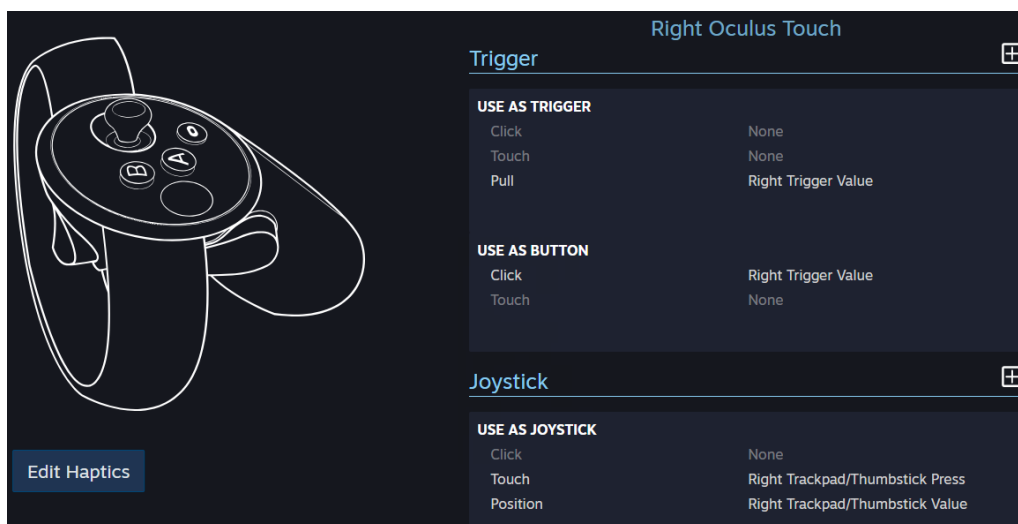 Right Oculus Touch
Trigger
USE AS TRIGGER
Click None
Touch None
Pull Right Trigger Value
USE AS BUTTON
Click Right Trigger Value
Touch None
Joystick
USE AS JOYSTICK
Click None
Touch Right Trackpad/Thumbstick Press
Position Right Trackpad/Thumbstick Value
B A
Edit Haptics